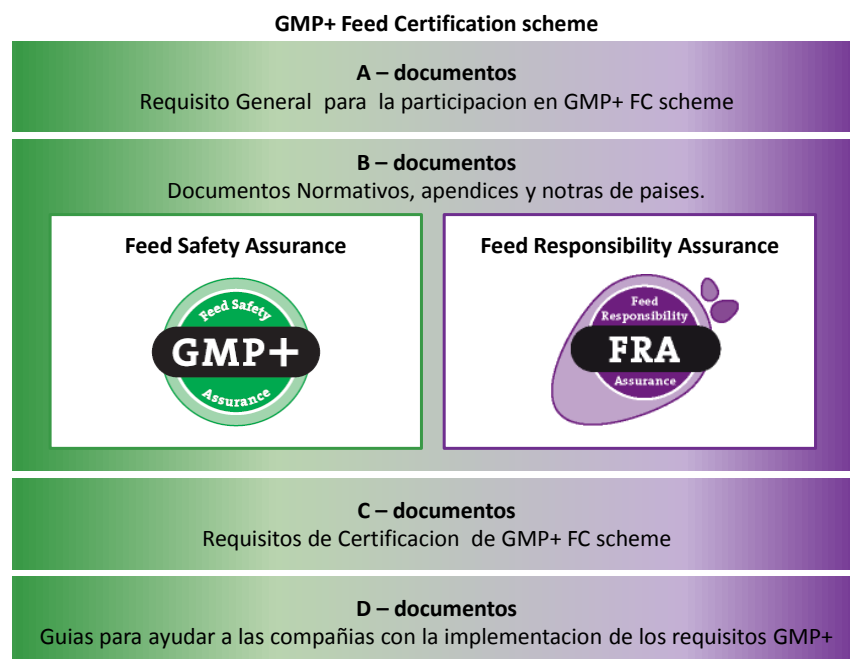 GMP+ Feed Certification scheme
A – documentos
Requisito General para la participacion en GMP+ FC scheme
B – documentos
Documentos Normativos, apendices y notras de paises.
Feed Safety Assurance
Feed Safety
GMP+
Assurance
Feed Responsibility Assurance
Feed
Responsibility
FRA
Assurance
C – documentos
Requisitos de Certificacion de GMP+ FC scheme
D – documentos
Guias para ayudar a las compañias con la implementacion de los requisitos GMP+